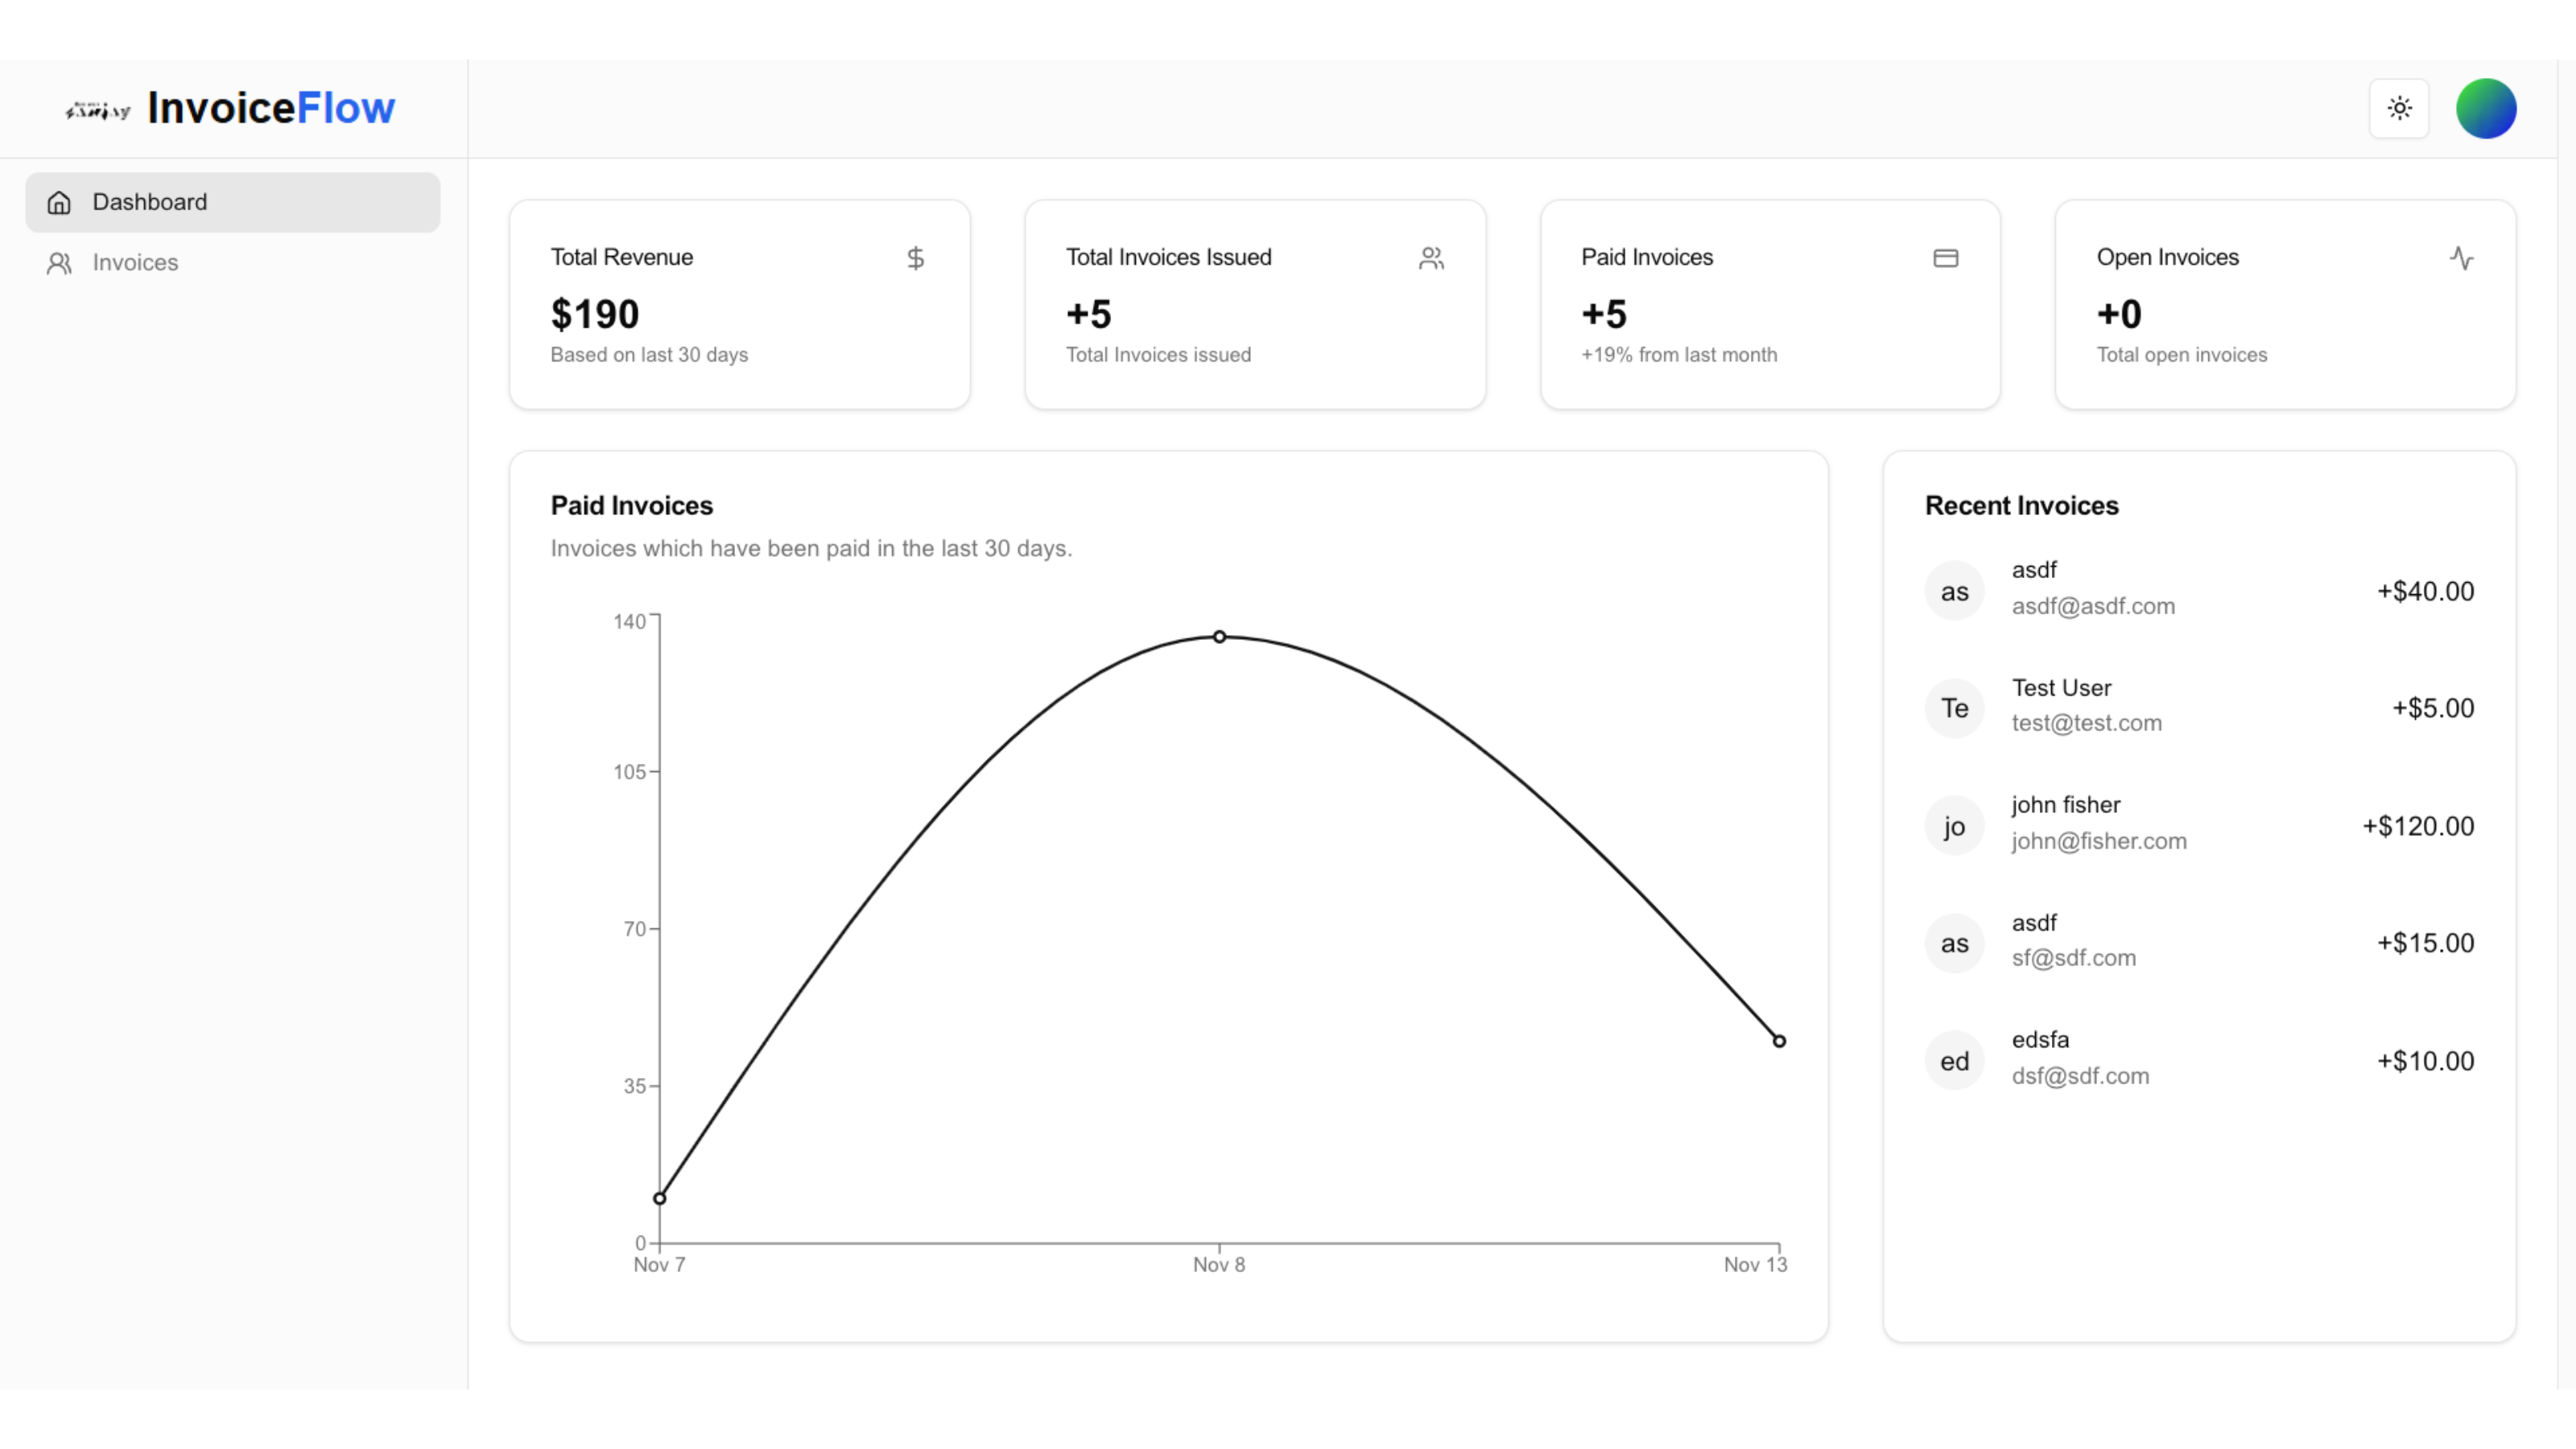 InvoiceFlow
Dashboard
Invoices
Total Revenue
$190
Based on last 30 days
Total Invoices Issued
+5
Total Invoices issued
Paid Invoices
+5
+19% from last month
Open Invoices
+0
Total open invoices
Paid Invoices
Invoices which have been paid in the last 30 days.
140
105
70
35
0
Nov 7
Nov 8
Nov 13
Recent Invoices
as
asdf
asdf@asdf.com
+$40.00
Te
Test User
test@test.com
+$5.00
jo
john fisher
john@fisher.com
+$120.00
as
asdf
sf@sdf.com
+$15.00
ed
edsfa
dsf@sdf.com
+$10.00